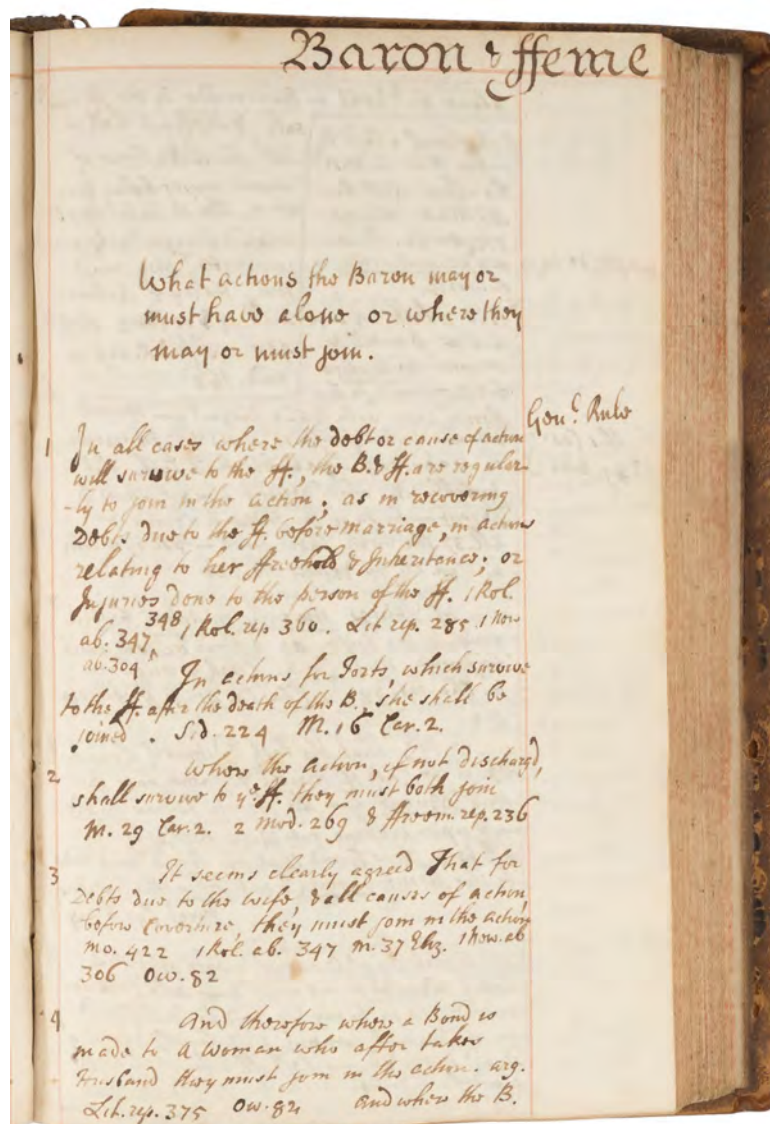 Baron & ffeme
What actions the Baron may or
must have alone or where they
may or must join.
Gen.l Rule
1 In all cases where the debt or cause of action
will survive to the ff., the B. & ff. are regular-
-ly to join in the action; as in recovering
Debts due to the ff. before marriage, in actions
relating to her ffreehold & Inheritance; or
Injuries done to the person of the ff. 1 Rol.
ab. 347, 348 1 Rol. rep. 360. Lit. rep. 285 1 New
ab. 304 In actions for Torts, which survive
to the ff. after the death of the B., she shall be
joined. Sid. 224 M. 16 Car. 2.
2 Where the action, if not discharg'd,
shall survive to ye. ff. they must both join
M. 29 Car. 2. 2 Mod. 269 & ffreem. rep. 236
3 It seems clearly agreed That for
Debts due to the wife, & all causes of action,
before Coverture, they must join in the action
Mo. 422 1 Rol. ab. 347 M. 37 Eliz. 1 New. ab
306 Ow. 82
4 And therefore where a Bond is
made to a woman who after takes
Husband they must join in the action. arg.
Lit. rep. 375 Ow. 82 and where the B.